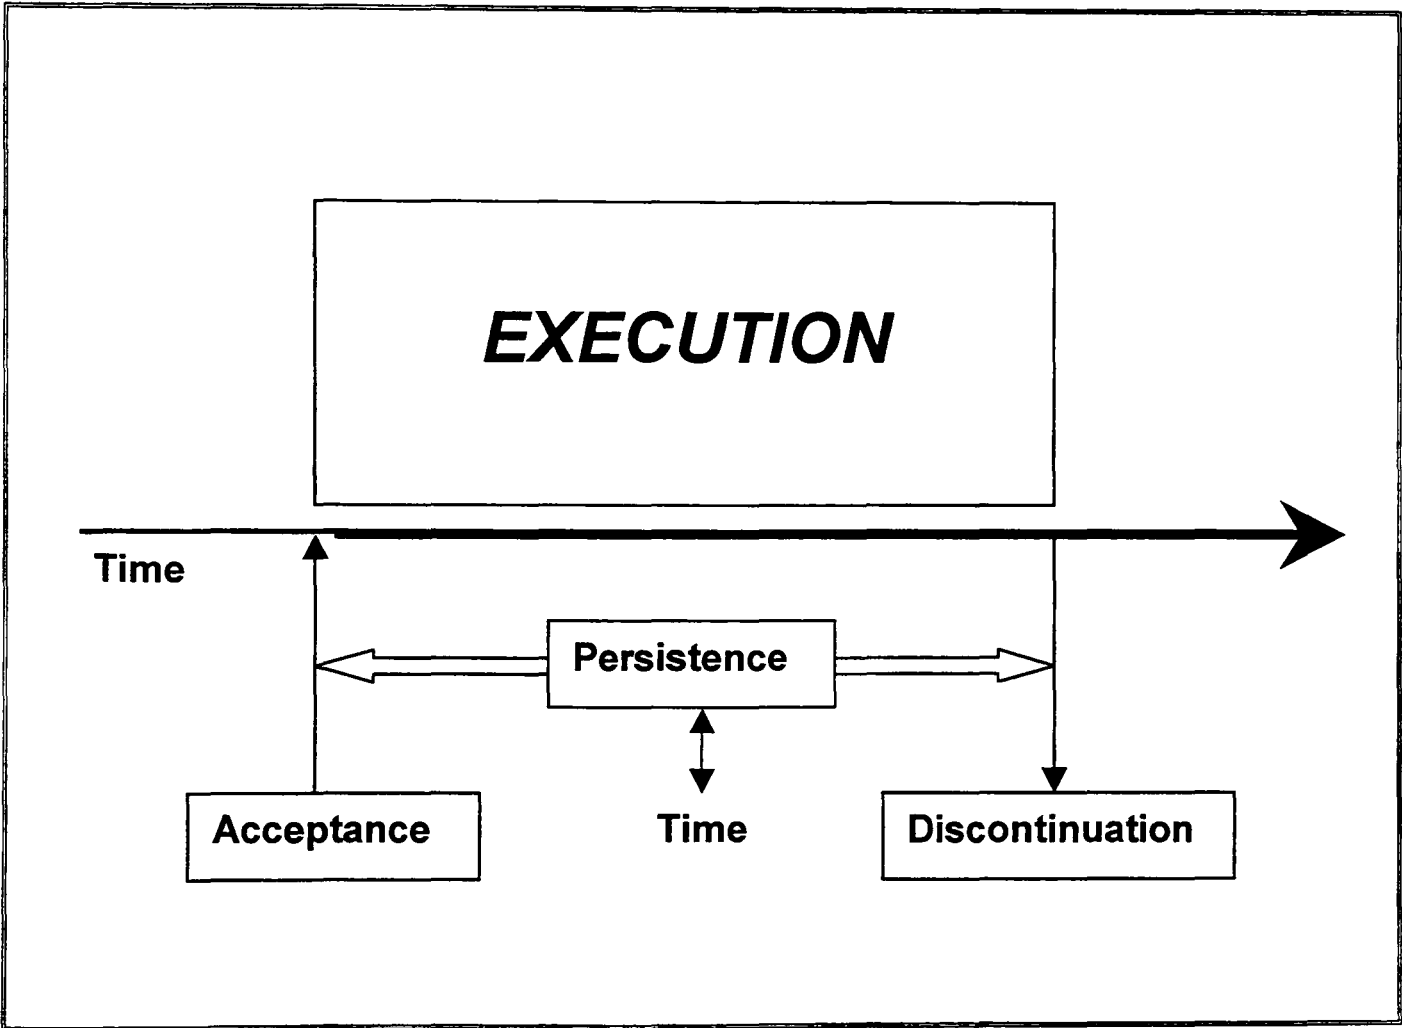 EXECUTION
Time
Persistence
Acceptance
Time
Discontinuation